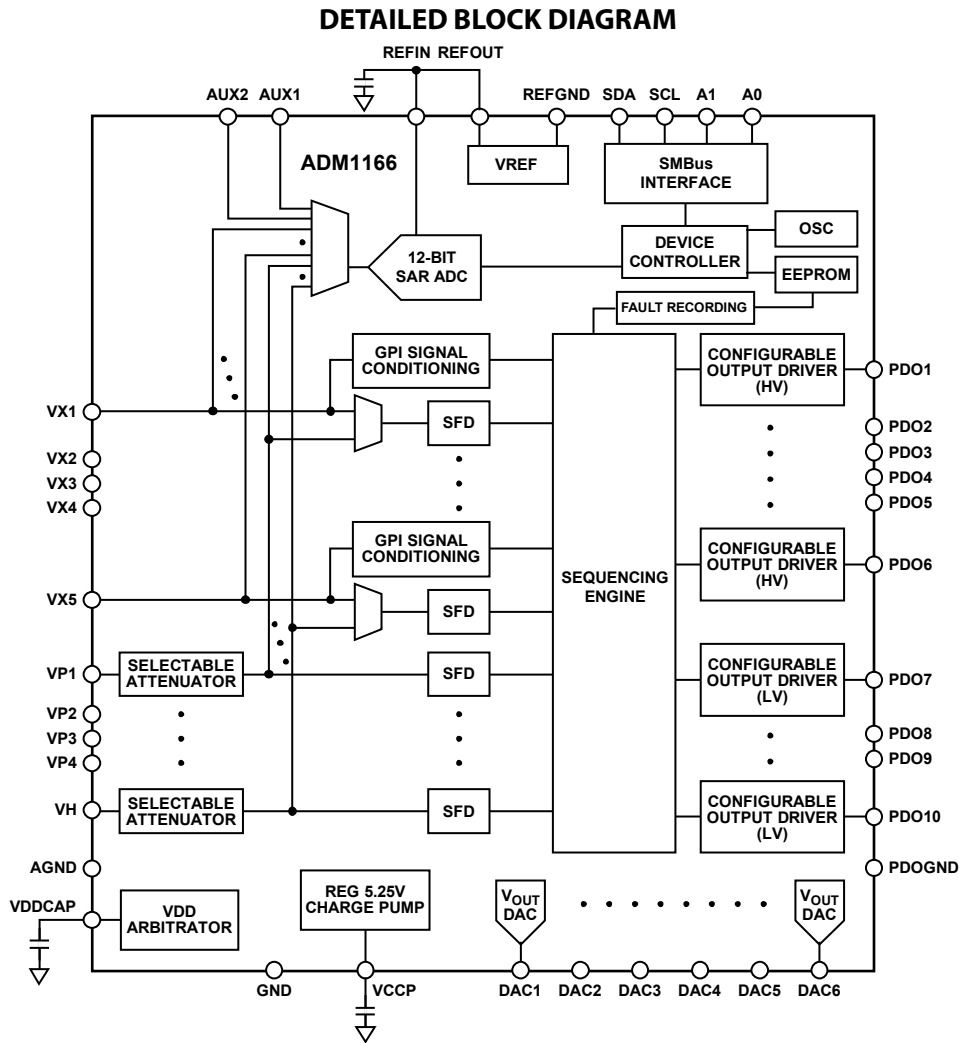 DETAILED BLOCK DIAGRAM
REFIN REFOUT
AUX2 AUX1
REFGND SDA SCL A1 A0
ADM1166
VREF
SMBus
INTERFACE
12-BIT
SAR ADC
DEVICE
CONTROLLER
OSC
EEPROM
FAULT RECORDING
GPI SIGNAL
CONDITIONING
CONFIGURABLE
OUTPUT DRIVER
(HV)
PDO1
VX1
SFD
PDO2
PDO3
PDO4
PDO5
VX2
VX3
VX4
GPI SIGNAL
CONDITIONING
SEQUENCING
ENGINE
CONFIGURABLE
OUTPUT DRIVER
(HV)
PDO6
VX5
SFD
VP1
SELECTABLE
ATTENUATOR
SFD
CONFIGURABLE
OUTPUT DRIVER
(LV)
PDO7
VP2
VP3
VP4
PDO8
PDO9
VH
SELECTABLE
ATTENUATOR
SFD
CONFIGURABLE
OUTPUT DRIVER
(LV)
PDO10
AGND
PDOGND
VDDCAP
VDD
ARBITRATOR
REG 5.25V
CHARGE PUMP
VOUT
DAC
VOUT
DAC
GND
VCCP
DAC1 DAC2 DAC3 DAC4 DAC5 DAC6